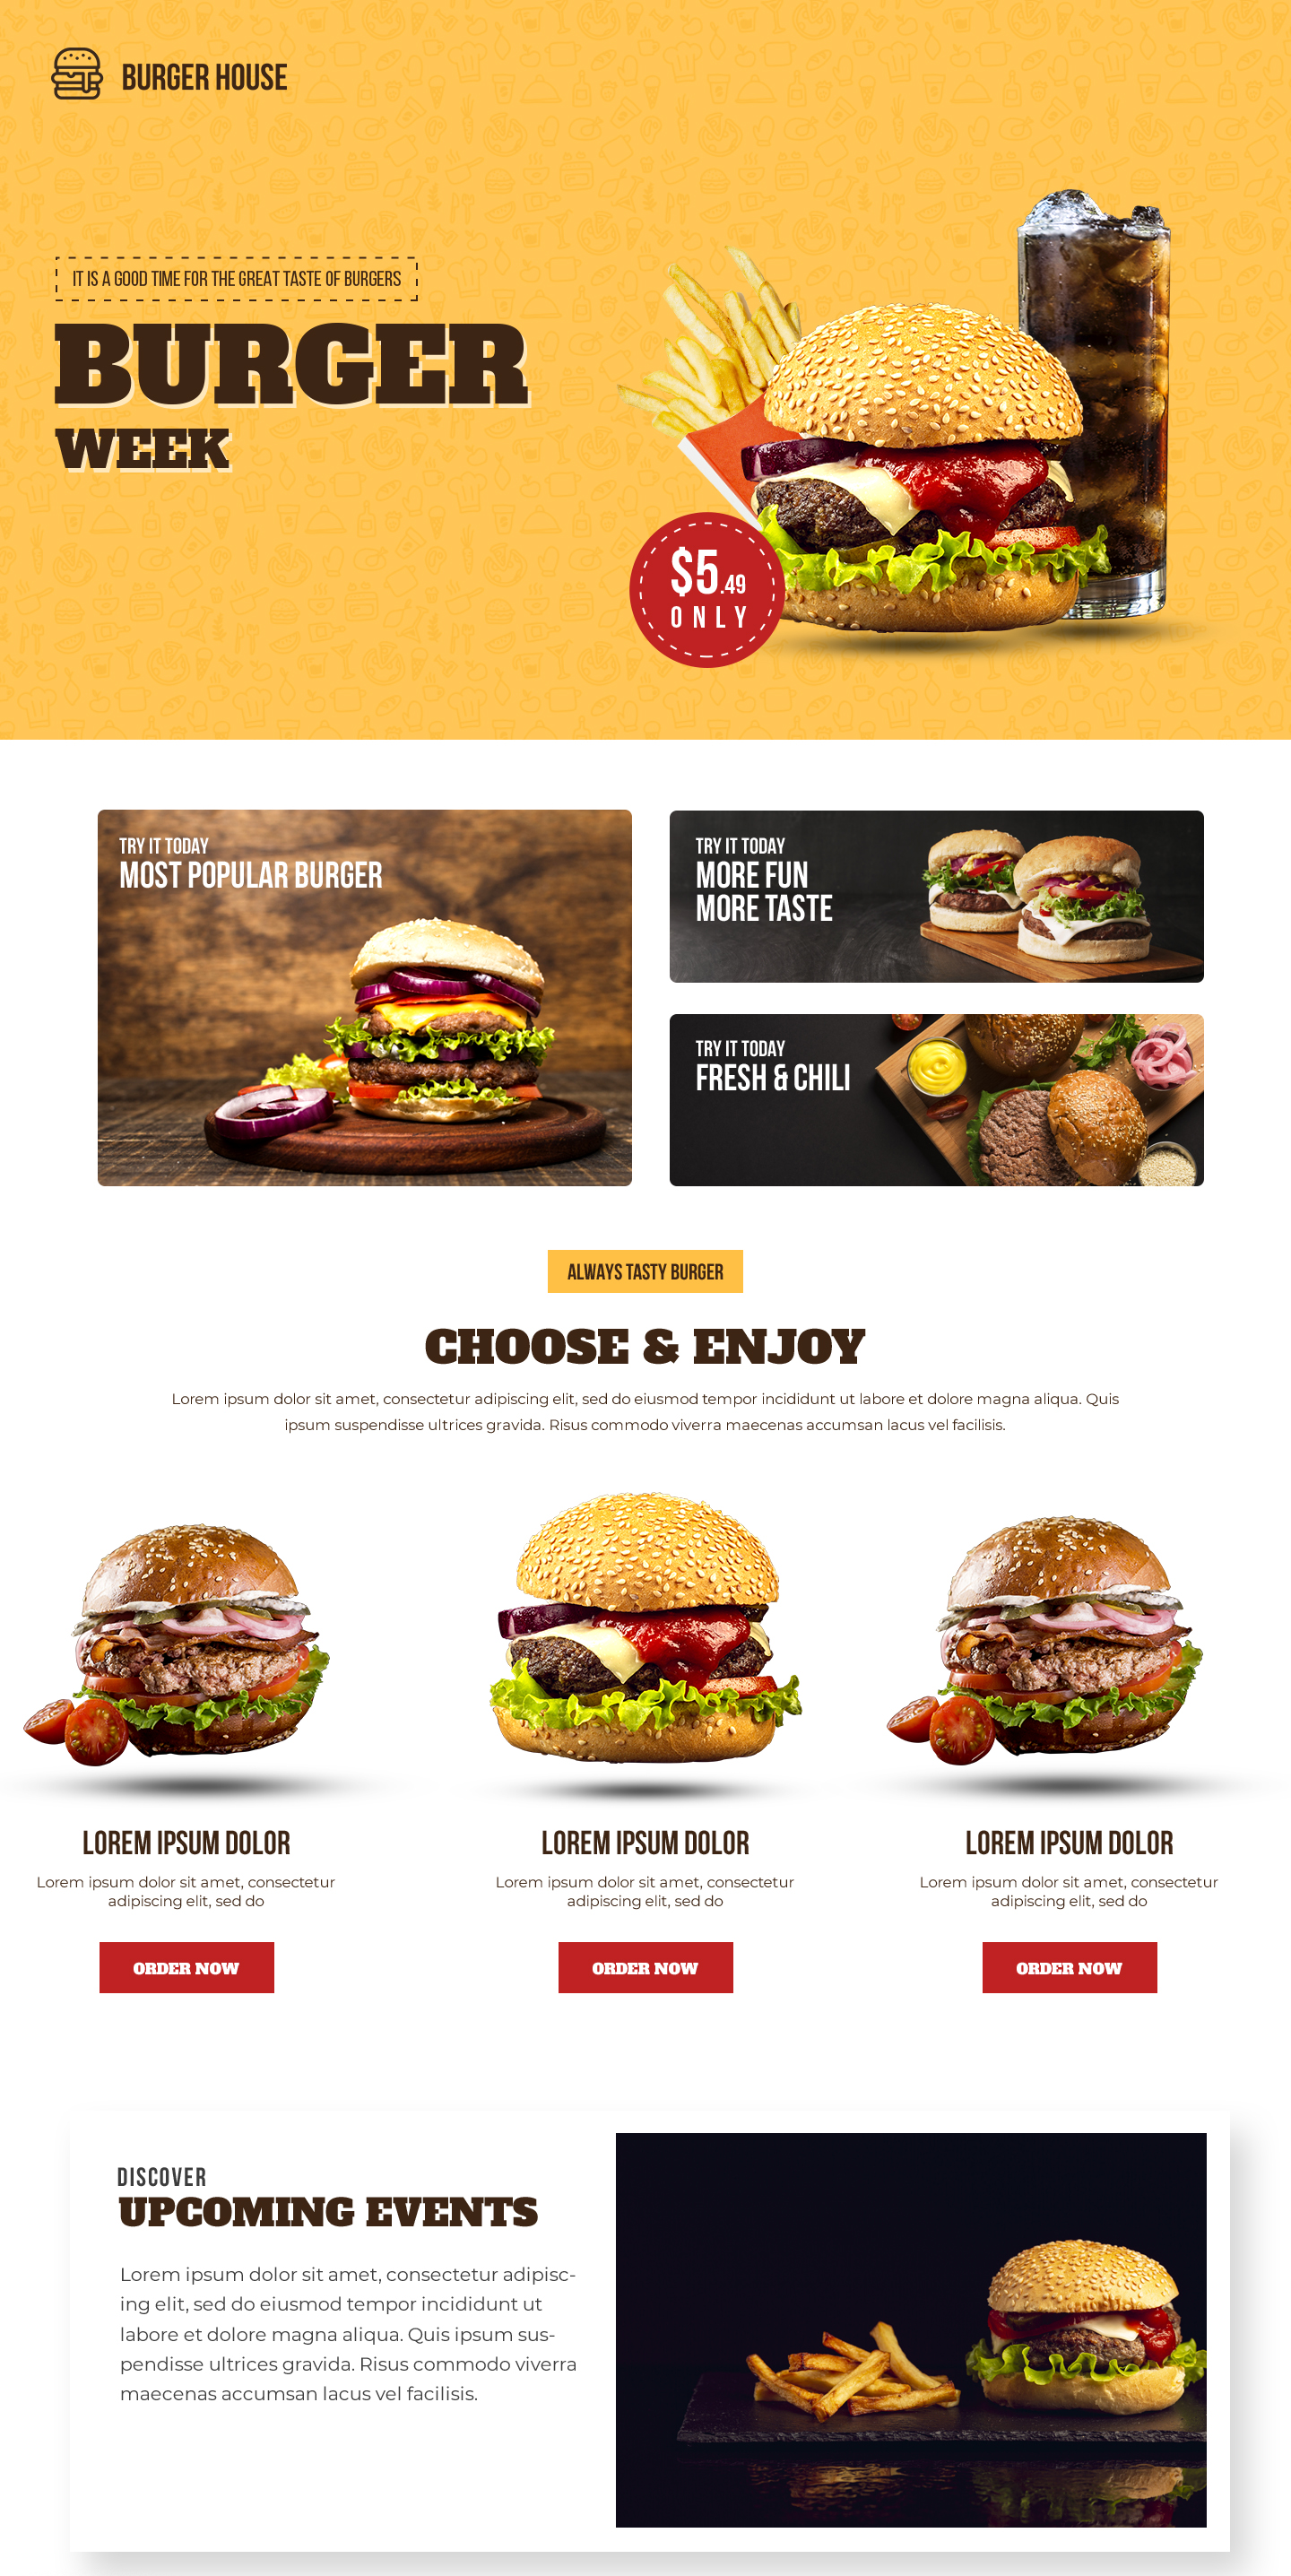 BURGER HOUSE
IT IS A GOOD TIME FOR THE GREAT TASTE OF BURGERS
BURGER
WEEK
$5.49
ONLY
TRY IT TODAY
MOST POPULAR BURGER
TRY IT TODAY
MORE FUN
MORE TASTE
TRY IT TODAY
FRESH & CHILI
ALWAYS TASTY BURGER
CHOOSE & ENJOY
Lorem ipsum dolor sit amet, consectetur adipiscing elit, sed do eiusmod tempor incididunt ut labore et dolore magna aliqua. Quis
ipsum suspendisse ultrices gravida. Risus commodo viverra maecenas accumsan lacus vel facilisis.
LOREM IPSUM DOLOR
Lorem ipsum dolor sit amet, consectetur
adipiscing elit, sed do
ORDER NOW
LOREM IPSUM DOLOR
Lorem ipsum dolor sit amet, consectetur
adipiscing elit, sed do
ORDER NOW
LOREM IPSUM DOLOR
Lorem ipsum dolor sit amet, consectetur
adipiscing elit, sed do
ORDER NOW
DISCOVER
UPCOMING EVENTS
Lorem ipsum dolor sit amet, consectetur adipisc-
ing elit, sed do eiusmod tempor incididunt ut
labore et dolore magna aliqua. Quis ipsum sus-
pendisse ultrices gravida. Risus commodo viverra
maecenas accumsan lacus vel facilisis.